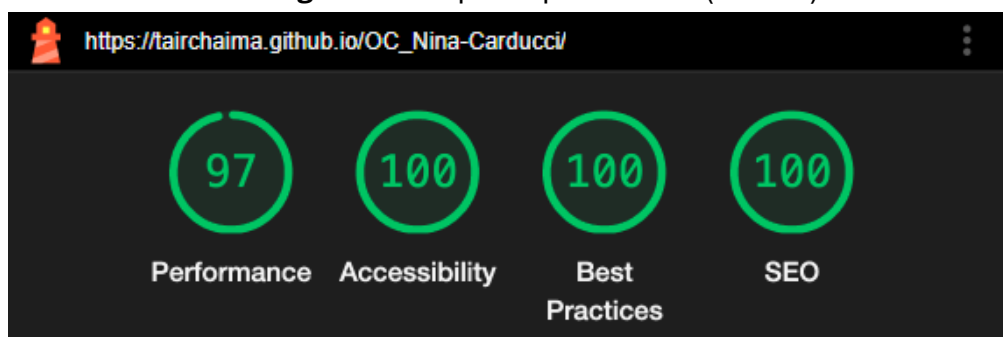 https://tairchaima.github.io/OC_Nina-Carducci/
97 100 100 100
Performance Accessibility Best Practices SEO